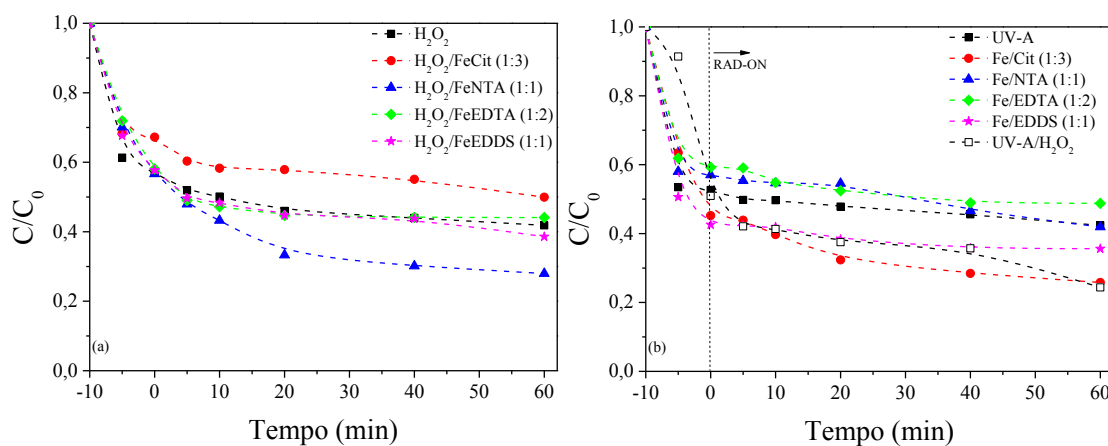 1,0
0,8
0,6
0,4
0,2
0,0
C/C₀
-10 0 10 20 30 40 50 60
Tempo (min)
(a)
H₂O₂
H₂O₂/FeCit (1:3)
H₂O₂/FeNTA (1:1)
H₂O₂/FeEDTA (1:2)
H₂O₂/FeEDDS (1:1)
1,0
0,8
0,6
0,4
0,2
0,0
C/C₀
-10 0 10 20 30 40 50 60
Tempo (min)
(b)
RAD-ON
UV-A
Fe/Cit (1:3)
Fe/NTA (1:1)
Fe/EDTA (1:2)
Fe/EDDS (1:1)
UV-A/H₂O₂